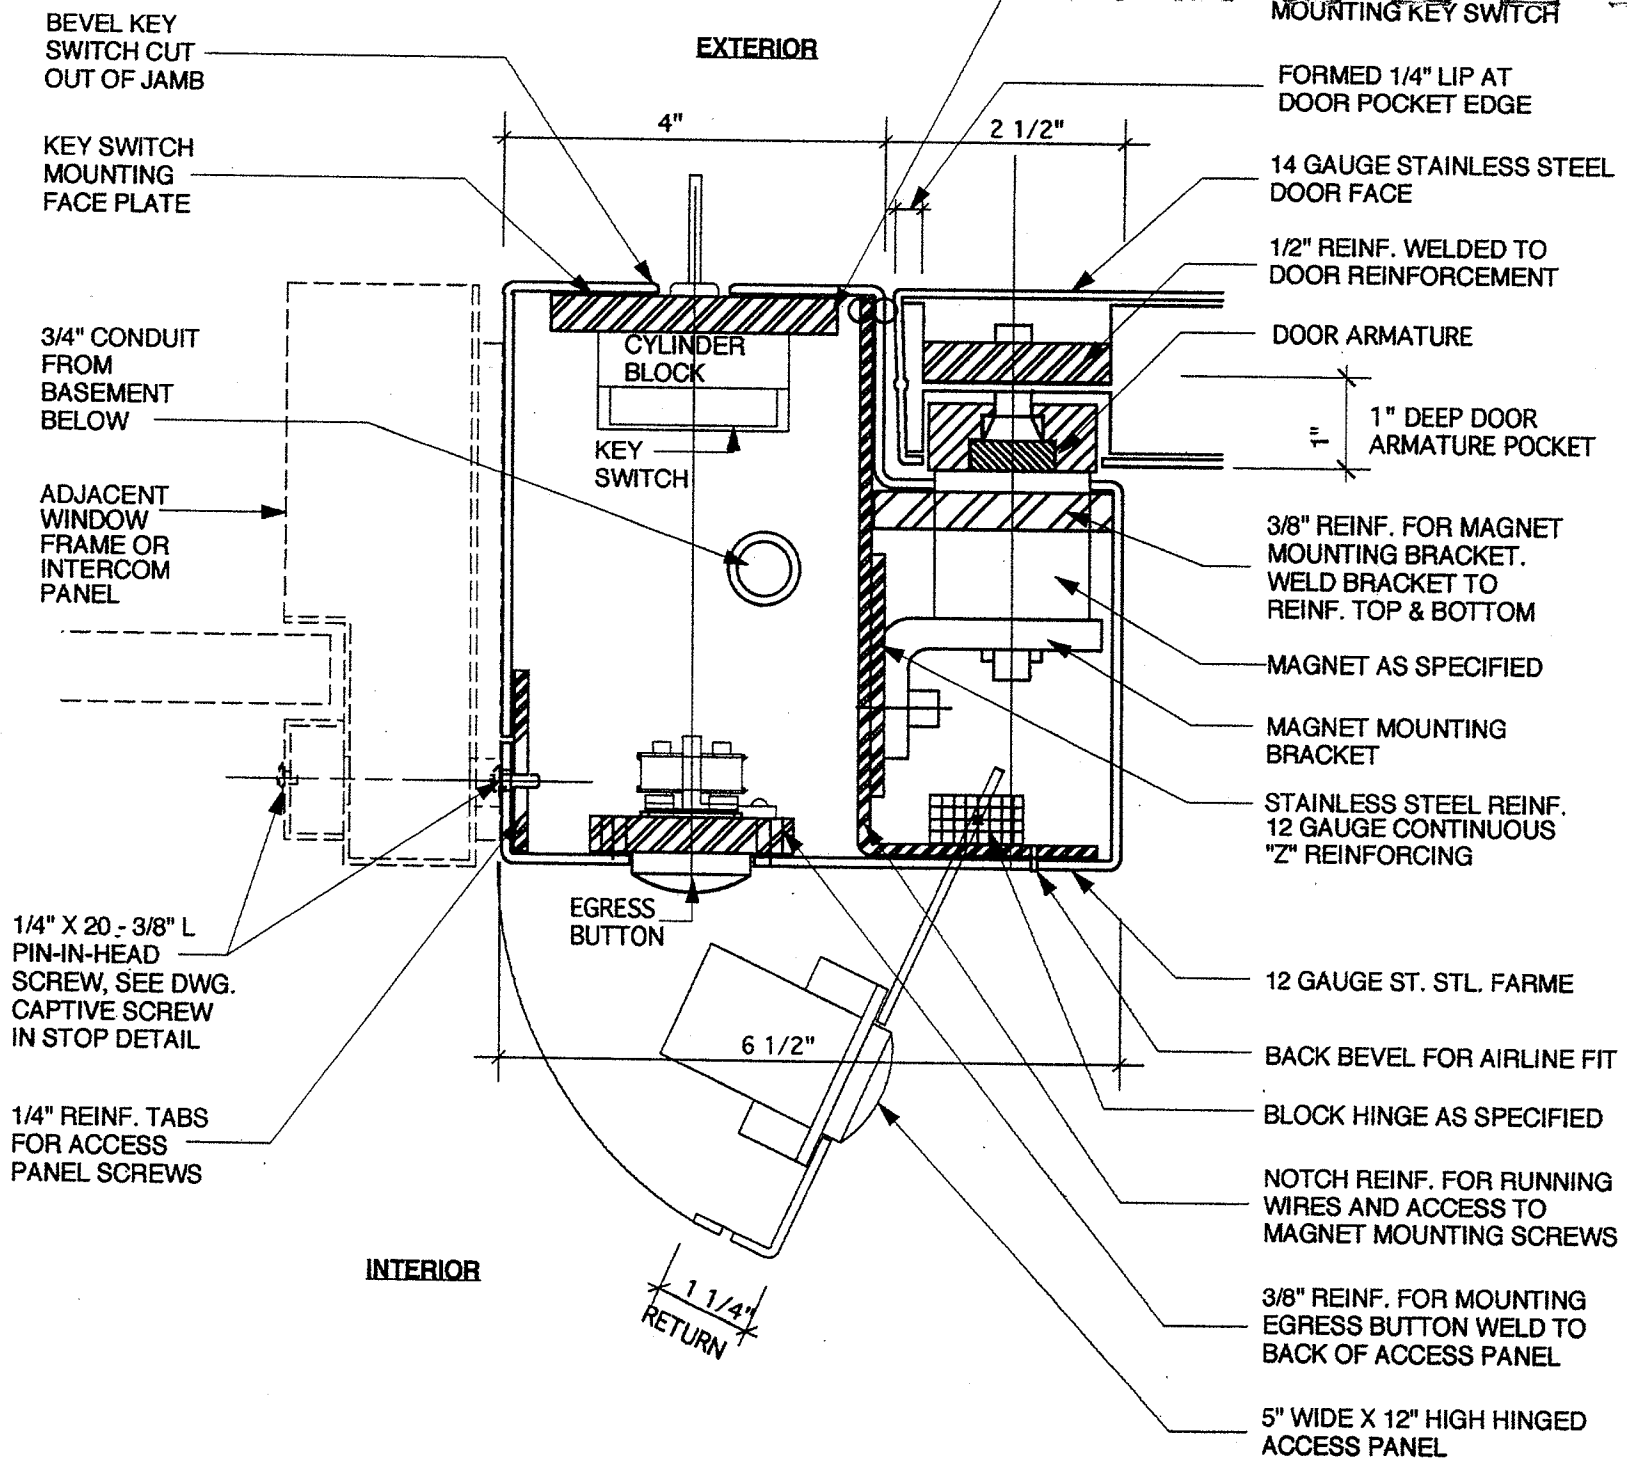 BEVEL KEY
SWITCH CUT
OUT OF JAMB
EXTERIOR
MOUNTING KEY SWITCH
FORMED 1/4" LIP AT
DOOR POCKET EDGE
4"
2 1/2"
KEY SWITCH
MOUNTING
FACE PLATE
14 GAUGE STAINLESS STEEL
DOOR FACE
1/2" REINF. WELDED TO
DOOR REINFORCEMENT
3/4" CONDUIT
FROM
BASEMENT
BELOW
CYLINDER
BLOCK
DOOR ARMATURE
1"
1" DEEP DOOR
ARMATURE POCKET
KEY
SWITCH
ADJACENT
WINDOW
FRAME OR
INTERCOM
PANEL
3/8" REINF. FOR MAGNET
MOUNTING BRACKET.
WELD BRACKET TO
REINF. TOP & BOTTOM
MAGNET AS SPECIFIED
MAGNET MOUNTING
BRACKET
STAINLESS STEEL REINF.
12 GAUGE CONTINUOUS
"Z" REINFORCING
EGRESS
BUTTON
1/4" X 20 - 3/8" L
PIN-IN-HEAD
SCREW, SEE DWG.
CAPTIVE SCREW
IN STOP DETAIL
12 GAUGE ST. STL. FARME
6 1/2"
BACK BEVEL FOR AIRLINE FIT
1/4" REINF. TABS
FOR ACCESS
PANEL SCREWS
BLOCK HINGE AS SPECIFIED
NOTCH REINF. FOR RUNNING
WIRES AND ACCESS TO
MAGNET MOUNTING SCREWS
INTERIOR
1 1/4"
RETURN
3/8" REINF. FOR MOUNTING
EGRESS BUTTON WELD TO
BACK OF ACCESS PANEL
5" WIDE X 12" HIGH HINGED
ACCESS PANEL